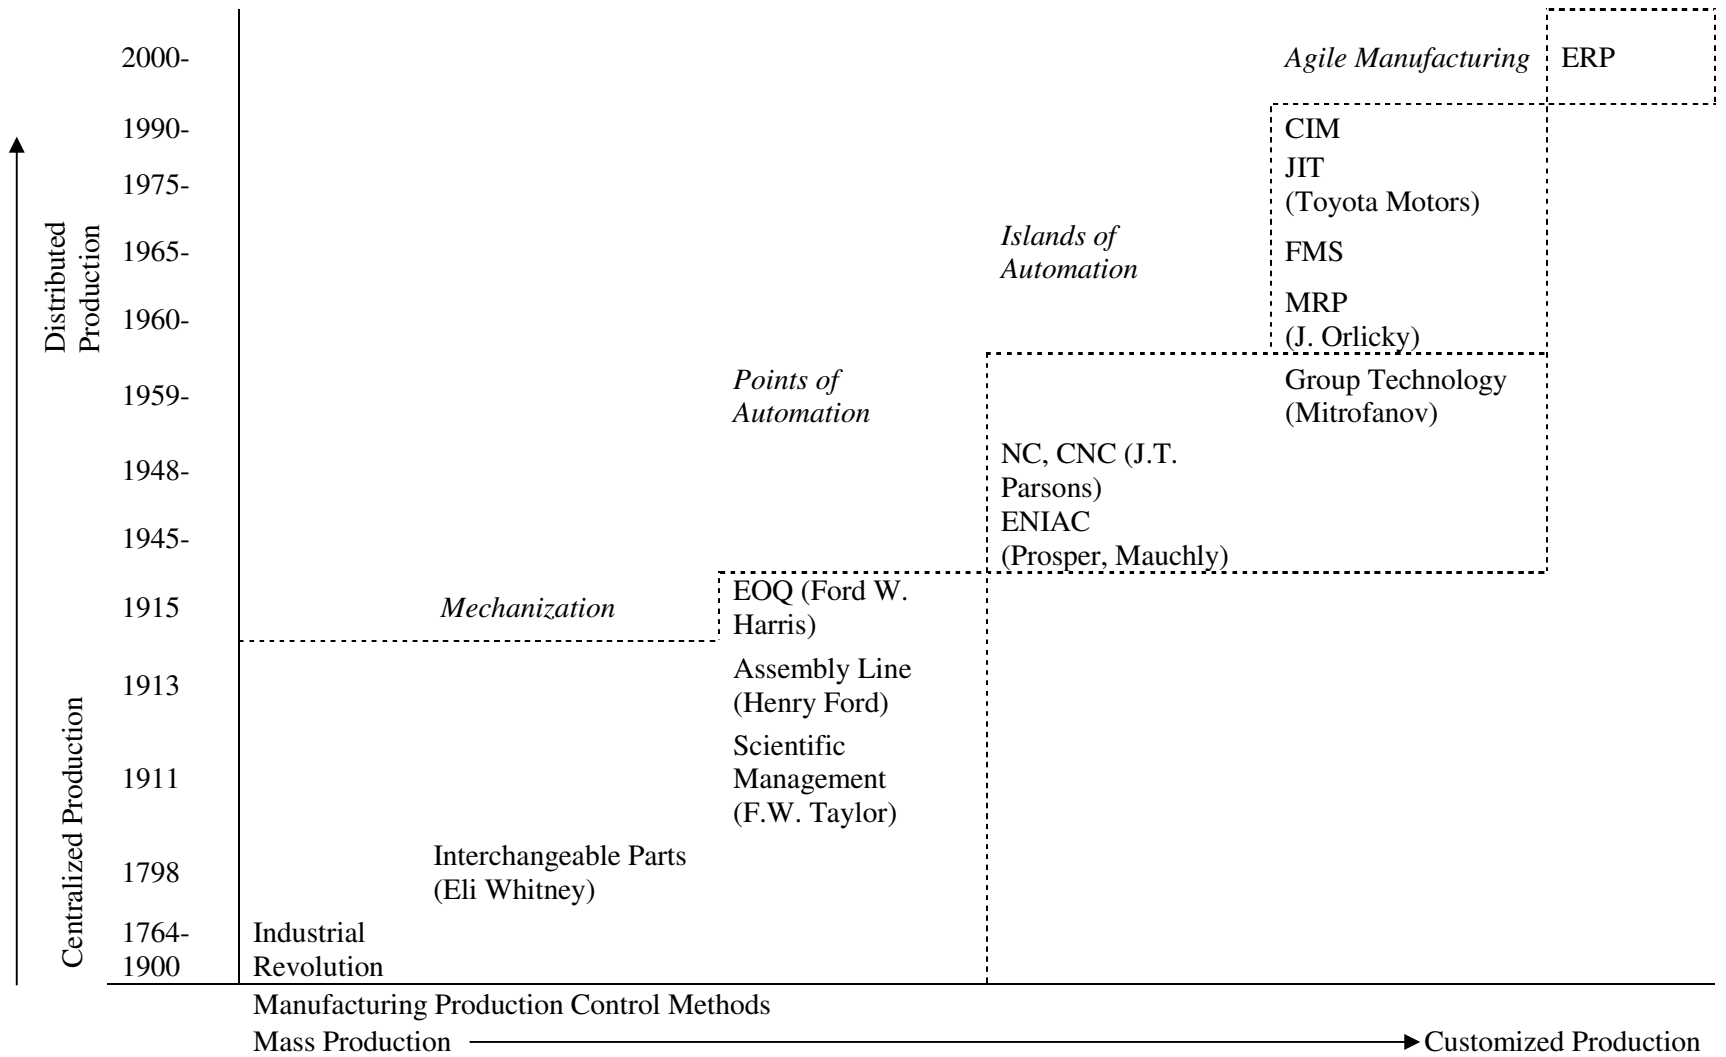 2000-
Agile Manufacturing
ERP
1990-
CIM
1975-
JIT
(Toyota Motors)
Distributed
Production
1965-
Islands of
Automation
FMS
1960-
MRP
(J. Orlicky)
1959-
Points of
Automation
Group Technology
(Mitrofanov)
1948-
NC, CNC (J.T.
Parsons)
1945-
ENIAC
(Prosper, Mauchly)
1915
Mechanization
EOQ (Ford W.
Harris)
1913
Assembly Line
(Henry Ford)
Centralized Production
1911
Scientific
Management
(F.W. Taylor)
1798
Interchangeable Parts
(Eli Whitney)
1764-
1900
Industrial
Revolution
Manufacturing Production Control Methods
Mass Production
Customized Production